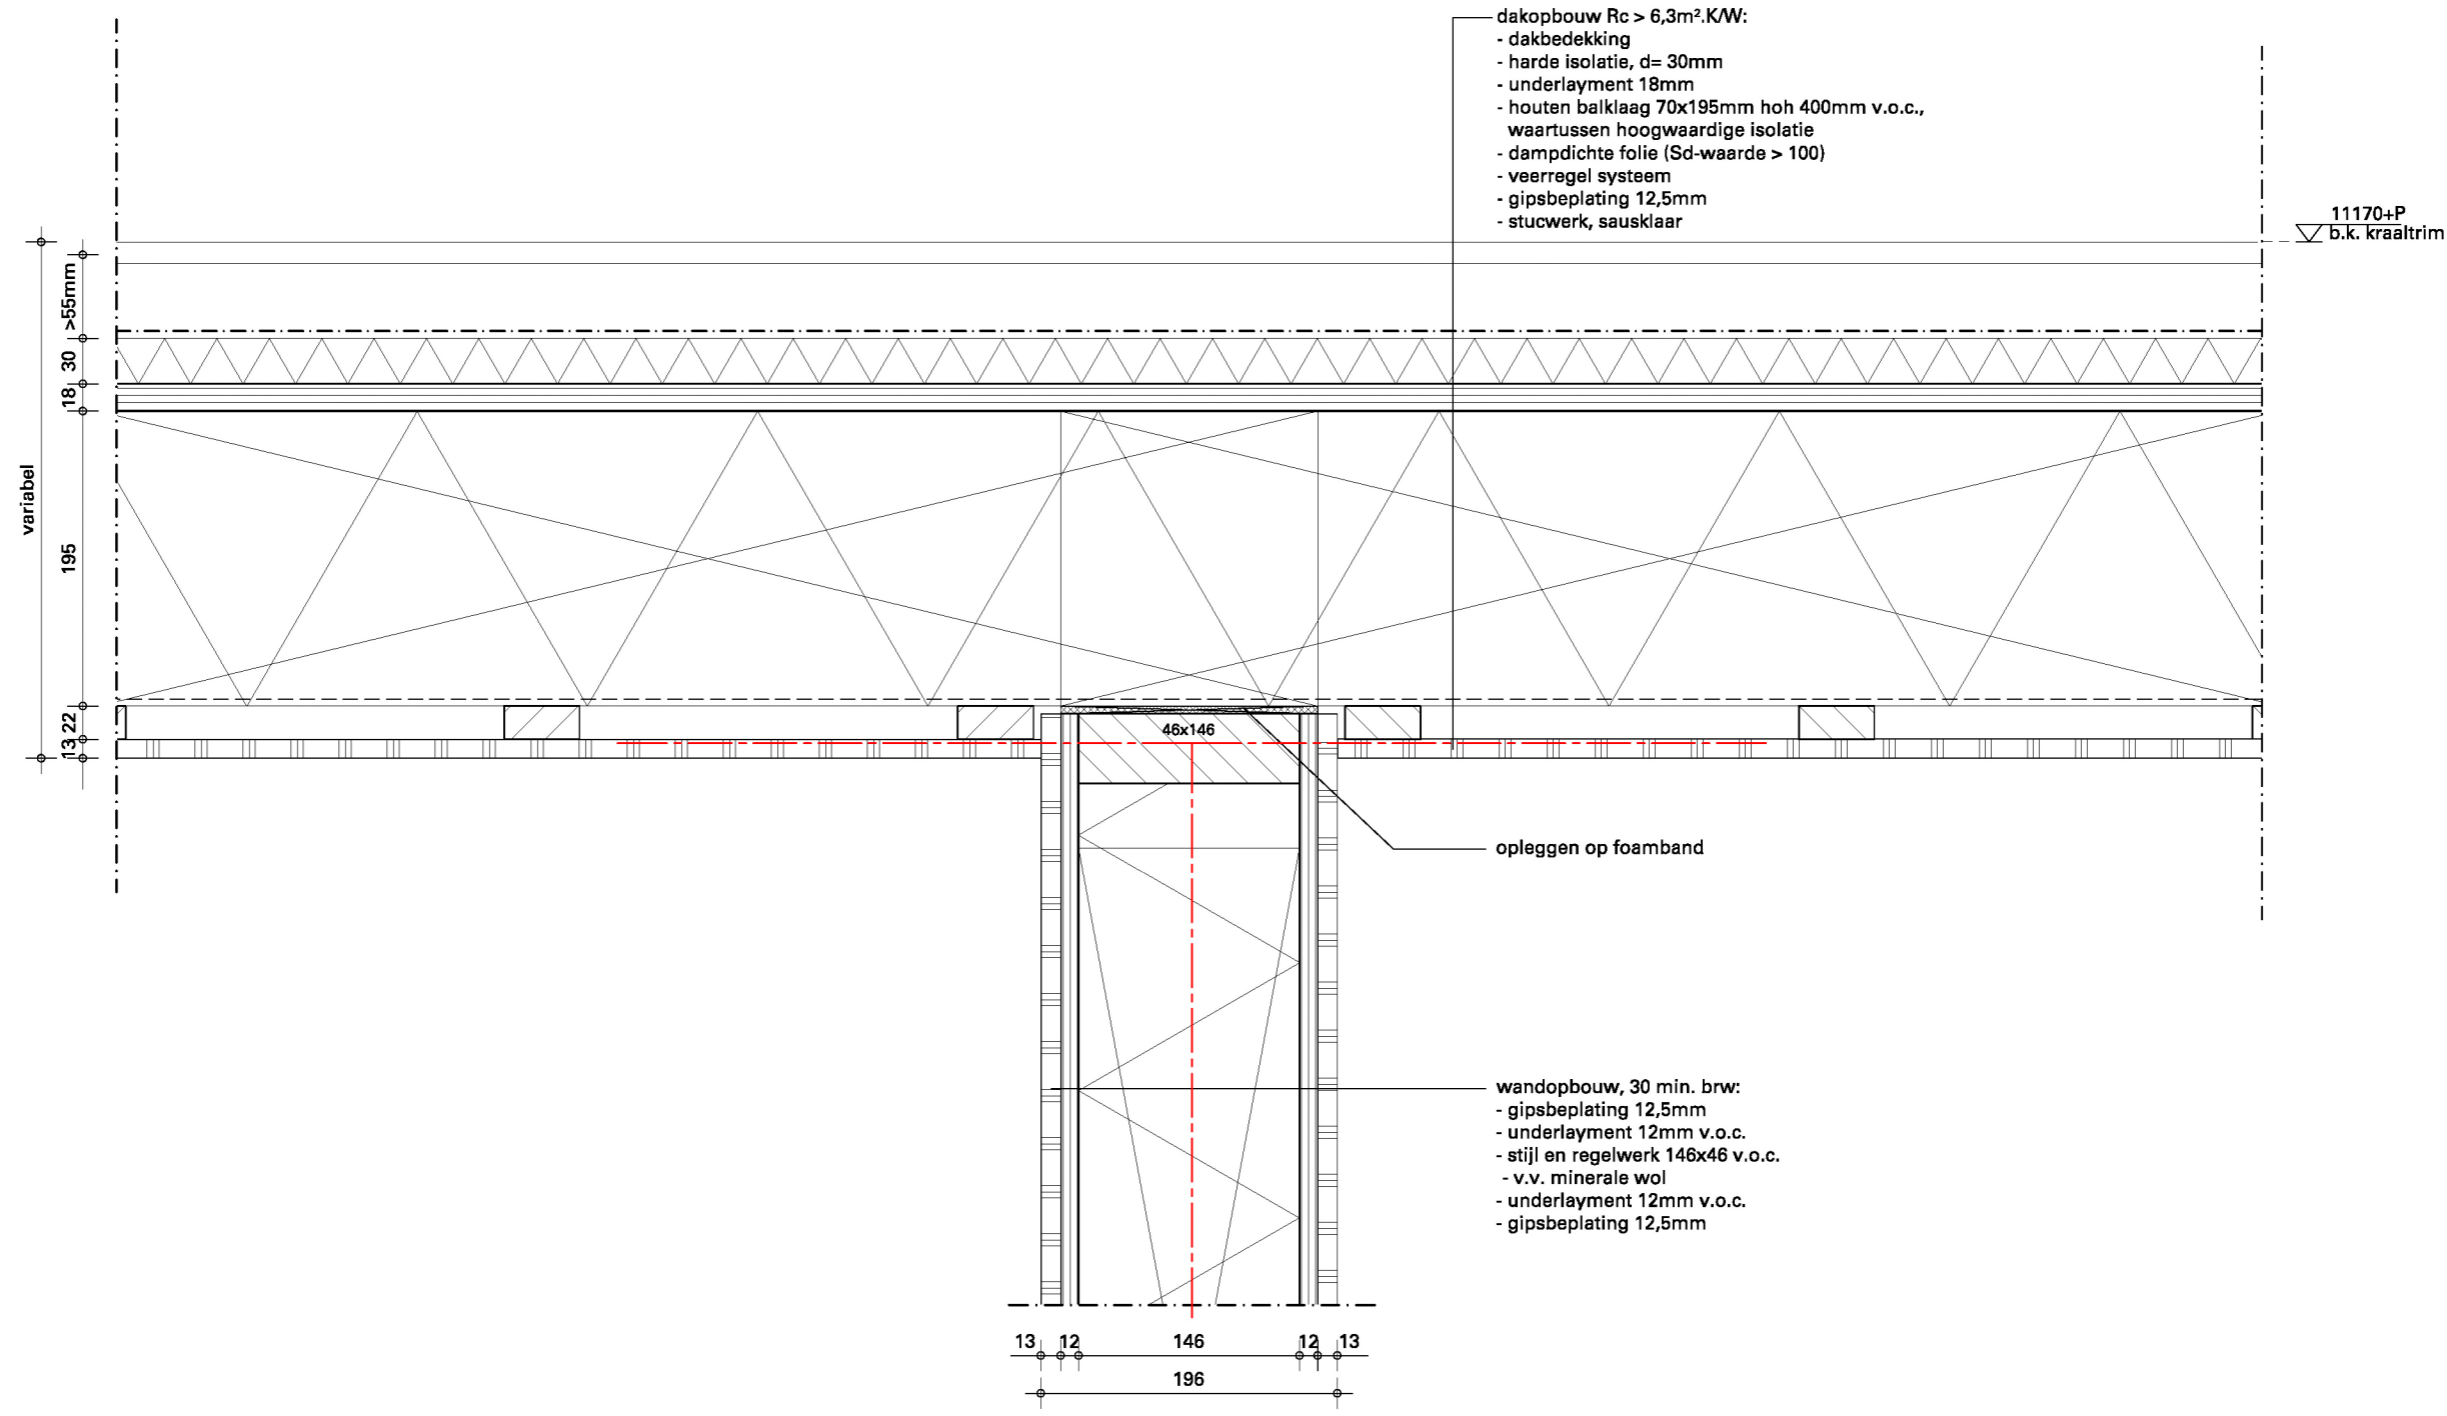 dakopbouw Rc > 6,3m².K/W:
- dakbedekking
- harde isolatie, d= 30mm
- underlayment 18mm
- houten balklaag 70x195mm hoh 400mm v.o.c.,
waartussen hoogwaardige isolatie
- dampdichte folie (Sd-waarde > 100)
- veerregel systeem
- gipsbeplating 12,5mm
- stucwerk, sausklaar
11170+P
b.k. kraaltrim
variabel
>55mm
30
18
195
22
13
46x146
opleggen op foamband
wandopbouw, 30 min. brw:
- gipsbeplating 12,5mm
- underlayment 12mm v.o.c.
- stijl en regelwerk 146x46 v.o.c.
- v.v. minerale wol
- underlayment 12mm v.o.c.
- gipsbeplating 12,5mm
13 12 146 12 13
196